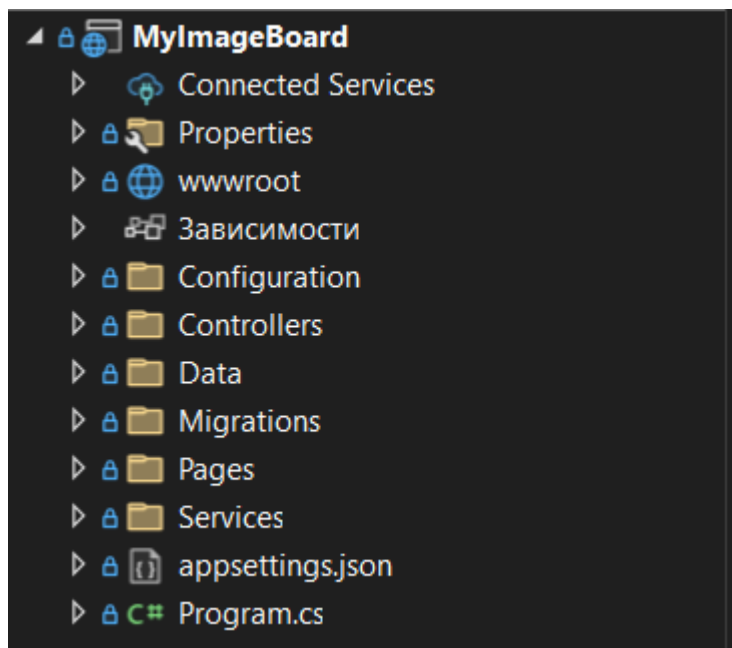 MyImageBoard
Connected Services
Properties
wwwroot
Зависимости
Configuration
Controllers
Data
Migrations
Pages
Services
appsettings.json
C# Program.cs